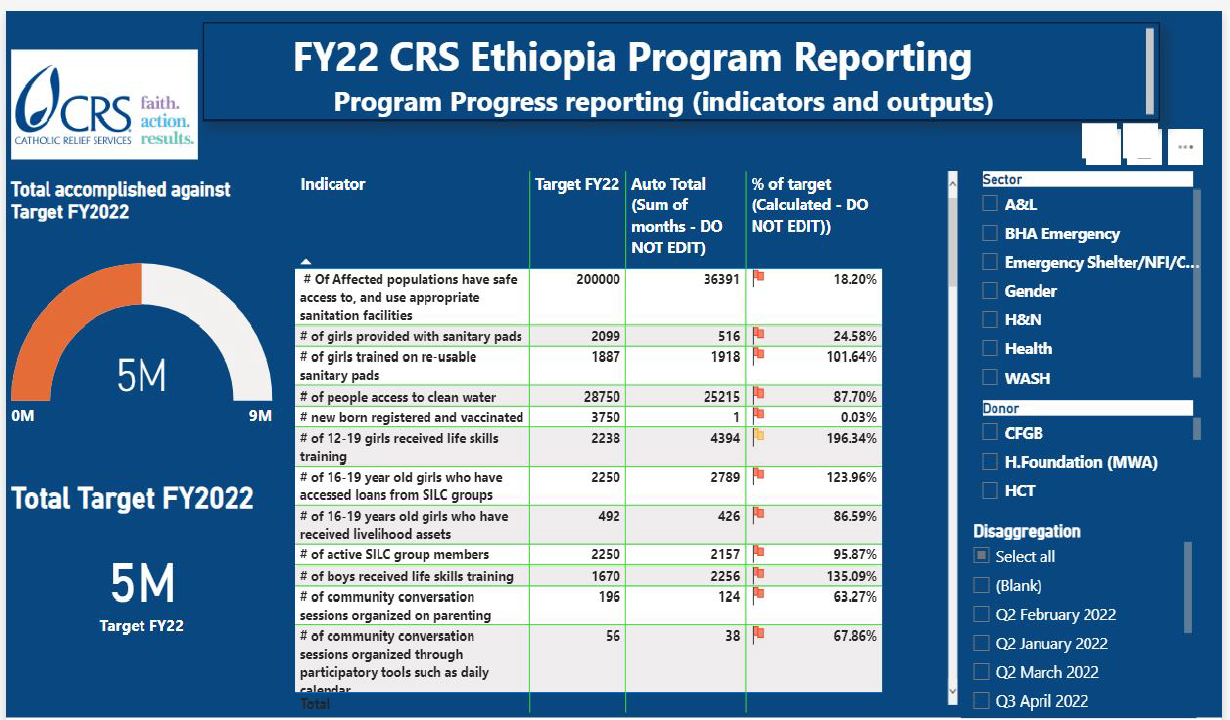 FY22 CRS Ethiopia Program Reporting
Program Progress reporting (indicators and outputs)
CRS
faith.
action.
results.
CATHOLIC RELIEF SERVICES
Total accomplished against
Target FY2022
5M
0M
9M
Total Target FY2022
5M
Target FY22
Indicator
Target FY22
Auto Total
(Sum of
months - DO
NOT EDIT)
% of target
(Calculated - DO
NOT EDIT))
# Of Affected populations have safe
access to, and use appropriate
sanitation facilities
200000
36391
18.20%
# of girls provided with sanitary pads
2099
516
24.58%
# of girls trained on re-usable
sanitary pads
1887
1918
101.64%
# of people access to clean water
28750
25215
87.70%
# new born registered and vaccinated
3750
1
0.03%
# of 12-19 girls received life skills
training
2238
4394
196.34%
# of 16-19 year old girls who have
accessed loans from SILC groups
2250
2789
123.96%
# of 16-19 years old girls who have
received livelihood assets
492
426
86.59%
# of active SILC group members
2250
2157
95.87%
# of boys received life skills training
1670
2256
135.09%
# of community conversation
sessions organized on parenting
196
124
63.27%
# of community conversation
sessions organized through
participatory tools such as daily
calendar
56
38
67.86%
Total
Sector
A&L
BHA Emergency
Emergency Shelter/NFI/C...
Gender
H&N
Health
WASH
Donor
CFGB
H.Foundation (MWA)
HCT
Disaggregation
Select all
(Blank)
Q2 February 2022
Q2 January 2022
Q2 March 2022
Q3 April 2022